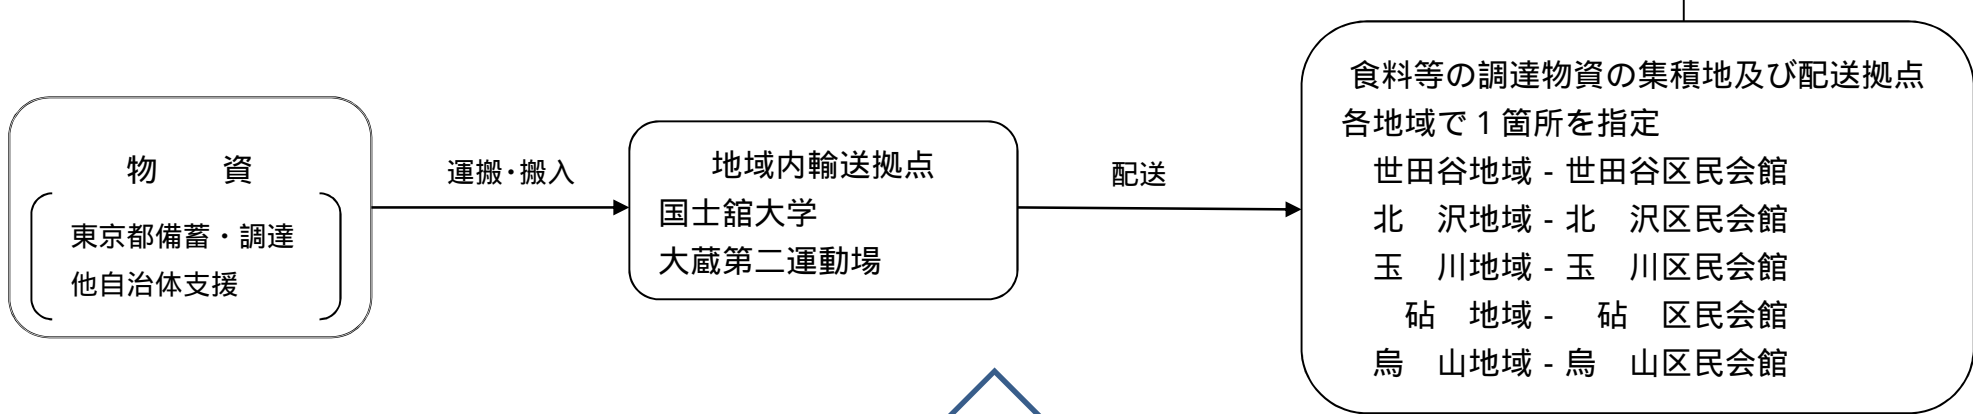 物　　資
東京都備蓄・調達
他自治体支援
運搬・搬入
地域内輸送拠点
国士舘大学
大蔵第二運動場
配送
食料等の調達物資の集積地及び配送拠点
各地域で１箇所を指定
世田谷地域 - 世田谷区民会館
北　沢地域 - 北　沢区民会館
玉　川地域 - 玉　川区民会館
砧　地域 -　砧　区民会館
烏　山地域 - 烏　山区民会館